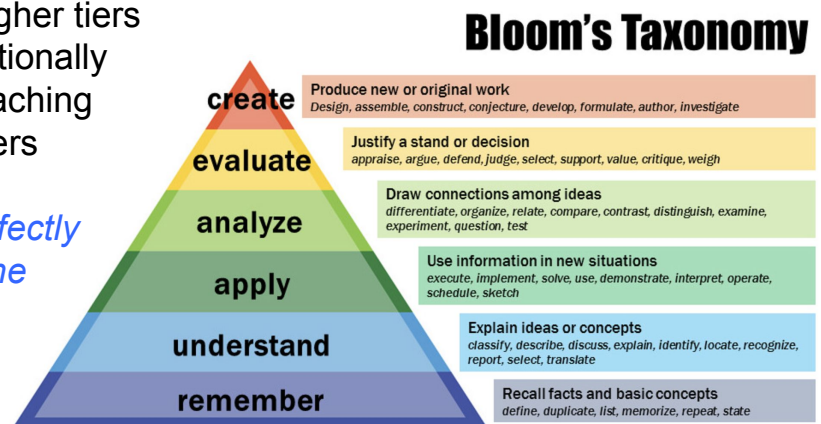 gher tiers
tionally
aching
ers
fectly
Bloom's Taxonomy
create
Produce new or original work
Design, assemble, construct, conjecture, develop, formulate, author, investigate
evaluate
Justify a stand or decision
appraise, argue, defend, judge, select, support, value, critique, weigh
analyze
Draw connections among ideas
differentiate, organize, relate, compare, contrast, distinguish, examine,
experiment, question, test
apply
Use information in new situations
execute, implement, solve, use, demonstrate, interpret, operate,
schedule, sketch
understand
Explain ideas or concepts
classify, describe, discuss, explain, identify, locate, recognize,
report, select, translate
remember
Recall facts and basic concepts
define, duplicate, list, memorize, repeat, state